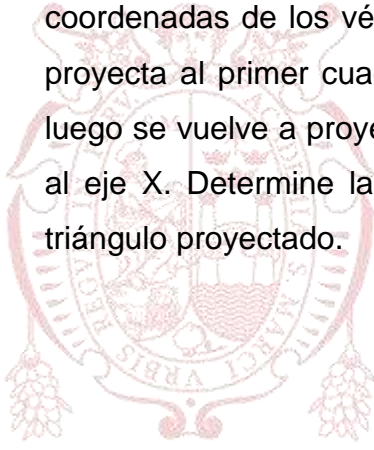 coordenadas de los vé
proyecta al primer cua
luego se vuelve a proye
al eje X. Determine la
triángulo proyectado.